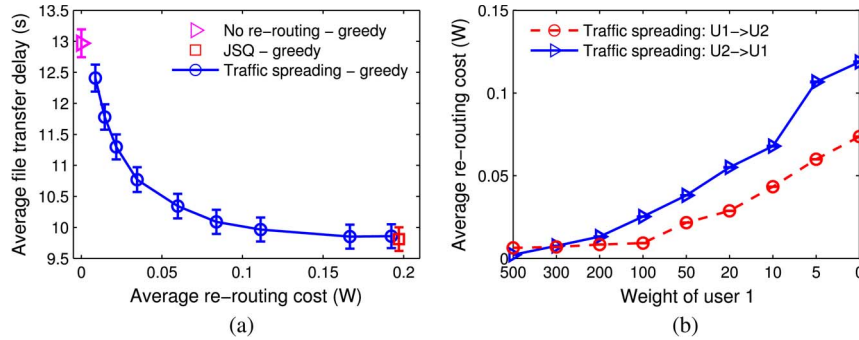 Average file transfer delay (s)
13.5
13
12.5
12
11.5
11
10.5
10
9.5
No re-routing – greedy
JSQ – greedy
Traffic spreading – greedy
0 0.05 0.1 0.15 0.2
Average re-routing cost (W)
(a)
Average re-routing cost (W)
0.15
0.1
0.05
0
Traffic spreading: U1->U2
Traffic spreading: U2->U1
500 300 200 100 50 20 10 5 0
Weight of user 1
(b)